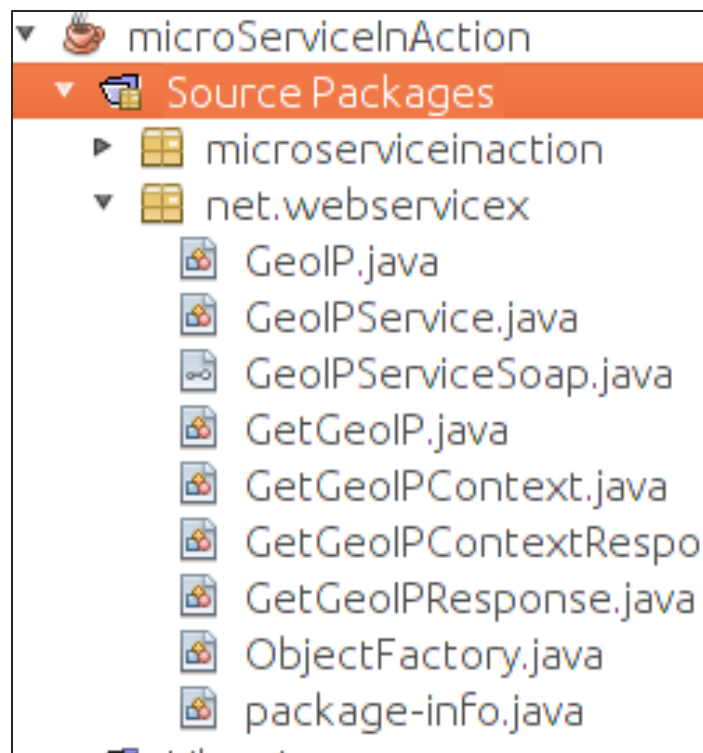 microServiceInAction
Source Packages
microserviceinaction
net.webservicex
GeoIP.java
GeoIPService.java
GeoIPServiceSoap.java
GetGeoIP.java
GetGeoIPContext.java
GetGeoIPContextRespo
GetGeoIPResponse.java
ObjectFactory.java
package-info.java